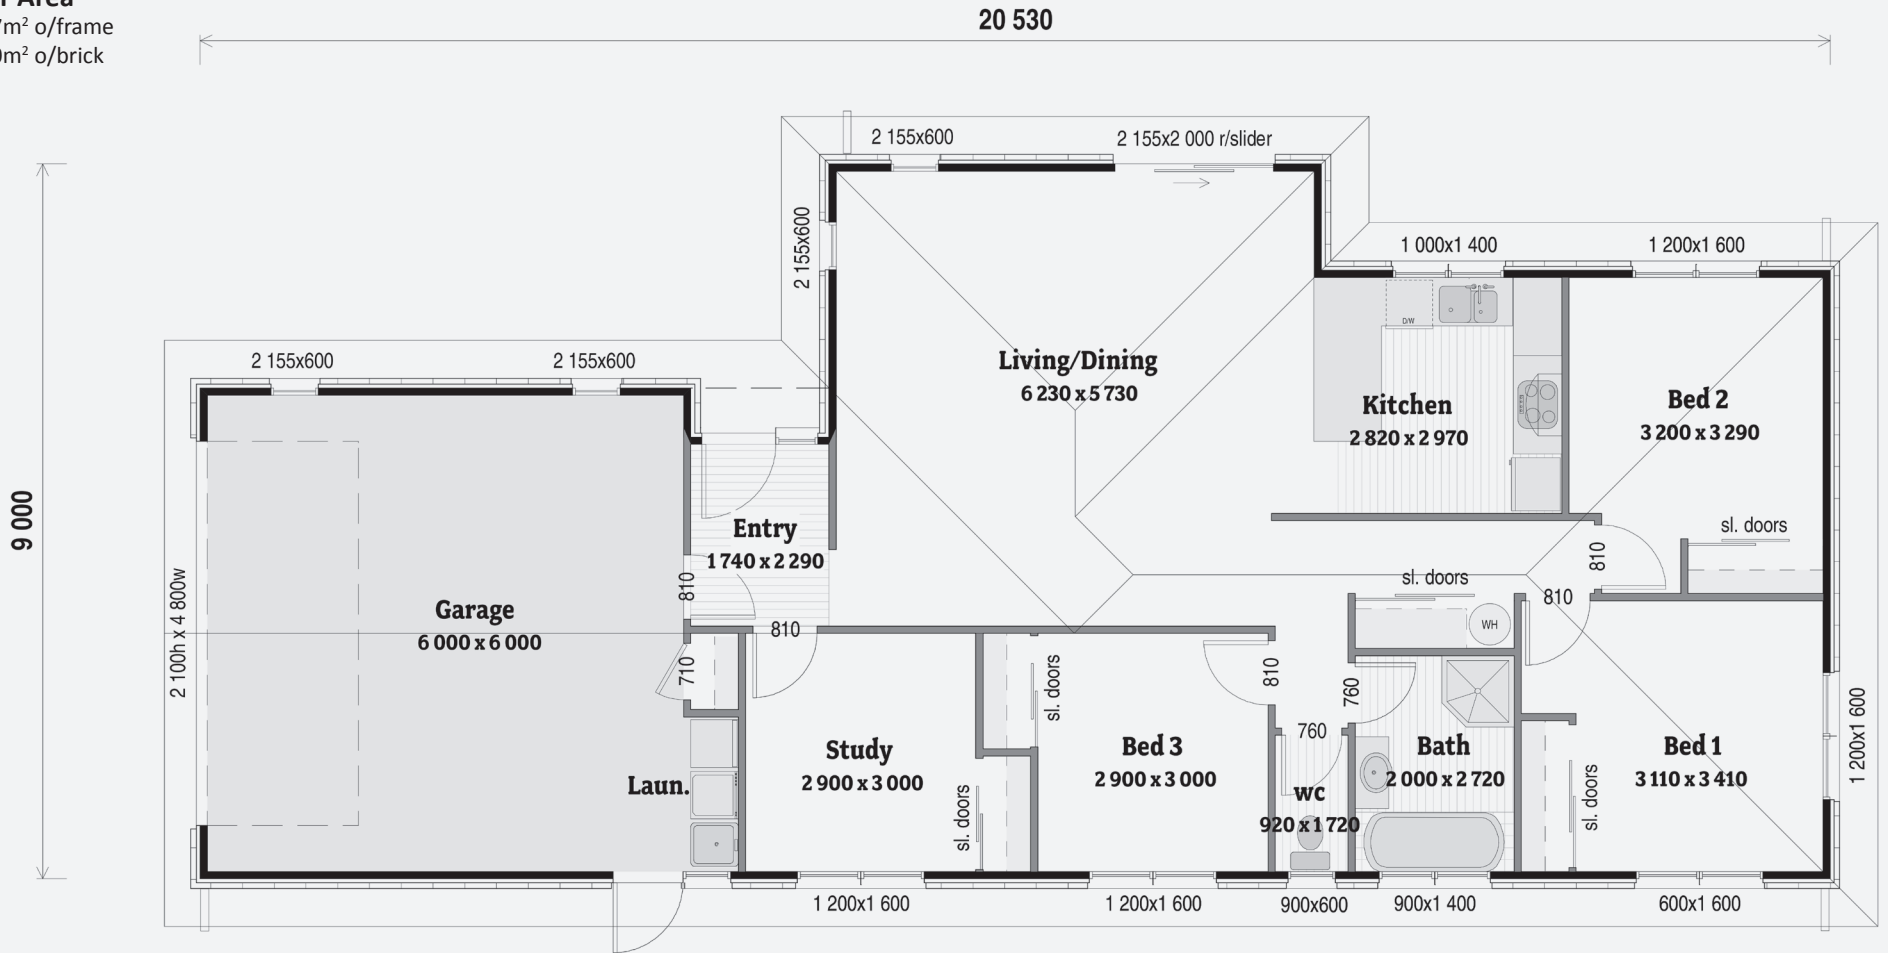 Area
m² o/frame
m² o/brick
20 530
2 155x600
2 155x2 000 r/slider
2 155x600
1 000x1 400
1 200x1 600
2 155x600
2 155x600
D/W
Living/Dining
6 230 x 5 730
Kitchen
2 820 x 2 970
Bed 2
3 200 x 3 290
9 000
Entry
1 740 x 2 290
sl. doors
810
810
sl. doors
810
2 100h x 4 800w
Garage
6 000 x 6 000
810
WH
710
sl. doors
810
760
760
Study
2 900 x 3 000
Bed 3
2 900 x 3 000
Bath
2 000 x 2 720
Bed 1
3 110 x 3 410
1 200x1 600
Laun.
wc
920 x 1 720
sl. doors
sl. doors
1 200x1 600
1 200x1 600
900x600
900x1 400
600x1 600